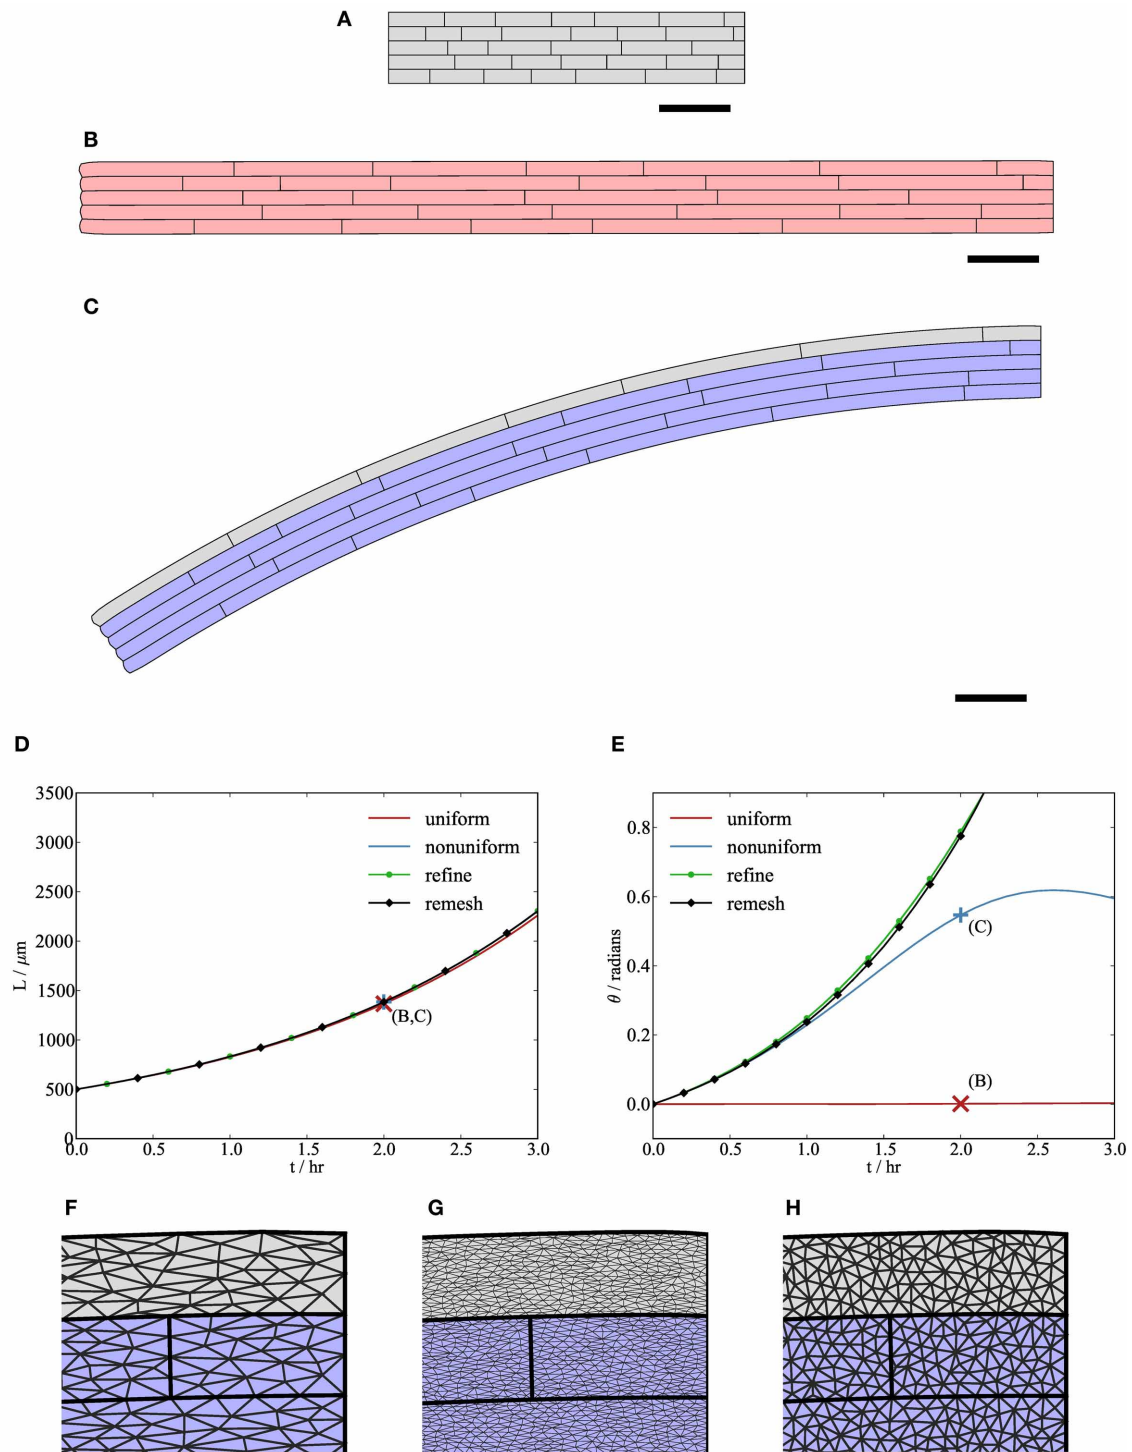 A
B
C
D
E
3500
3000
2500
2000
1500
1000
500
0
L / μm
uniform
nonuniform
refine
remesh
(B,C)
0.0 0.5 1.0 1.5 2.0 2.5 3.0
t / hr
0.8
0.6
0.4
0.2
0.0
θ / radians
uniform
nonuniform
refine
remesh
(C)
(B)
0.0 0.5 1.0 1.5 2.0 2.5 3.0
t / hr
F
G
H